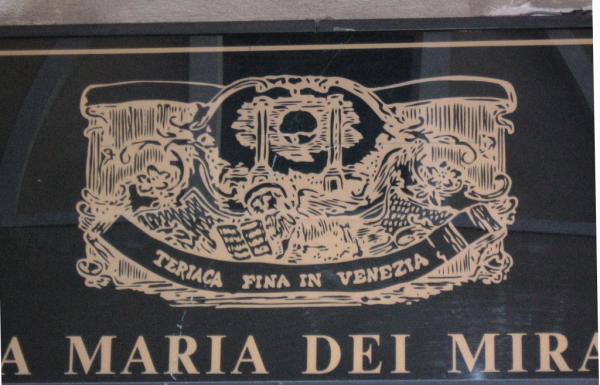 TERIACA FINA IN VENEZIA
A MARIA DEI MIRA